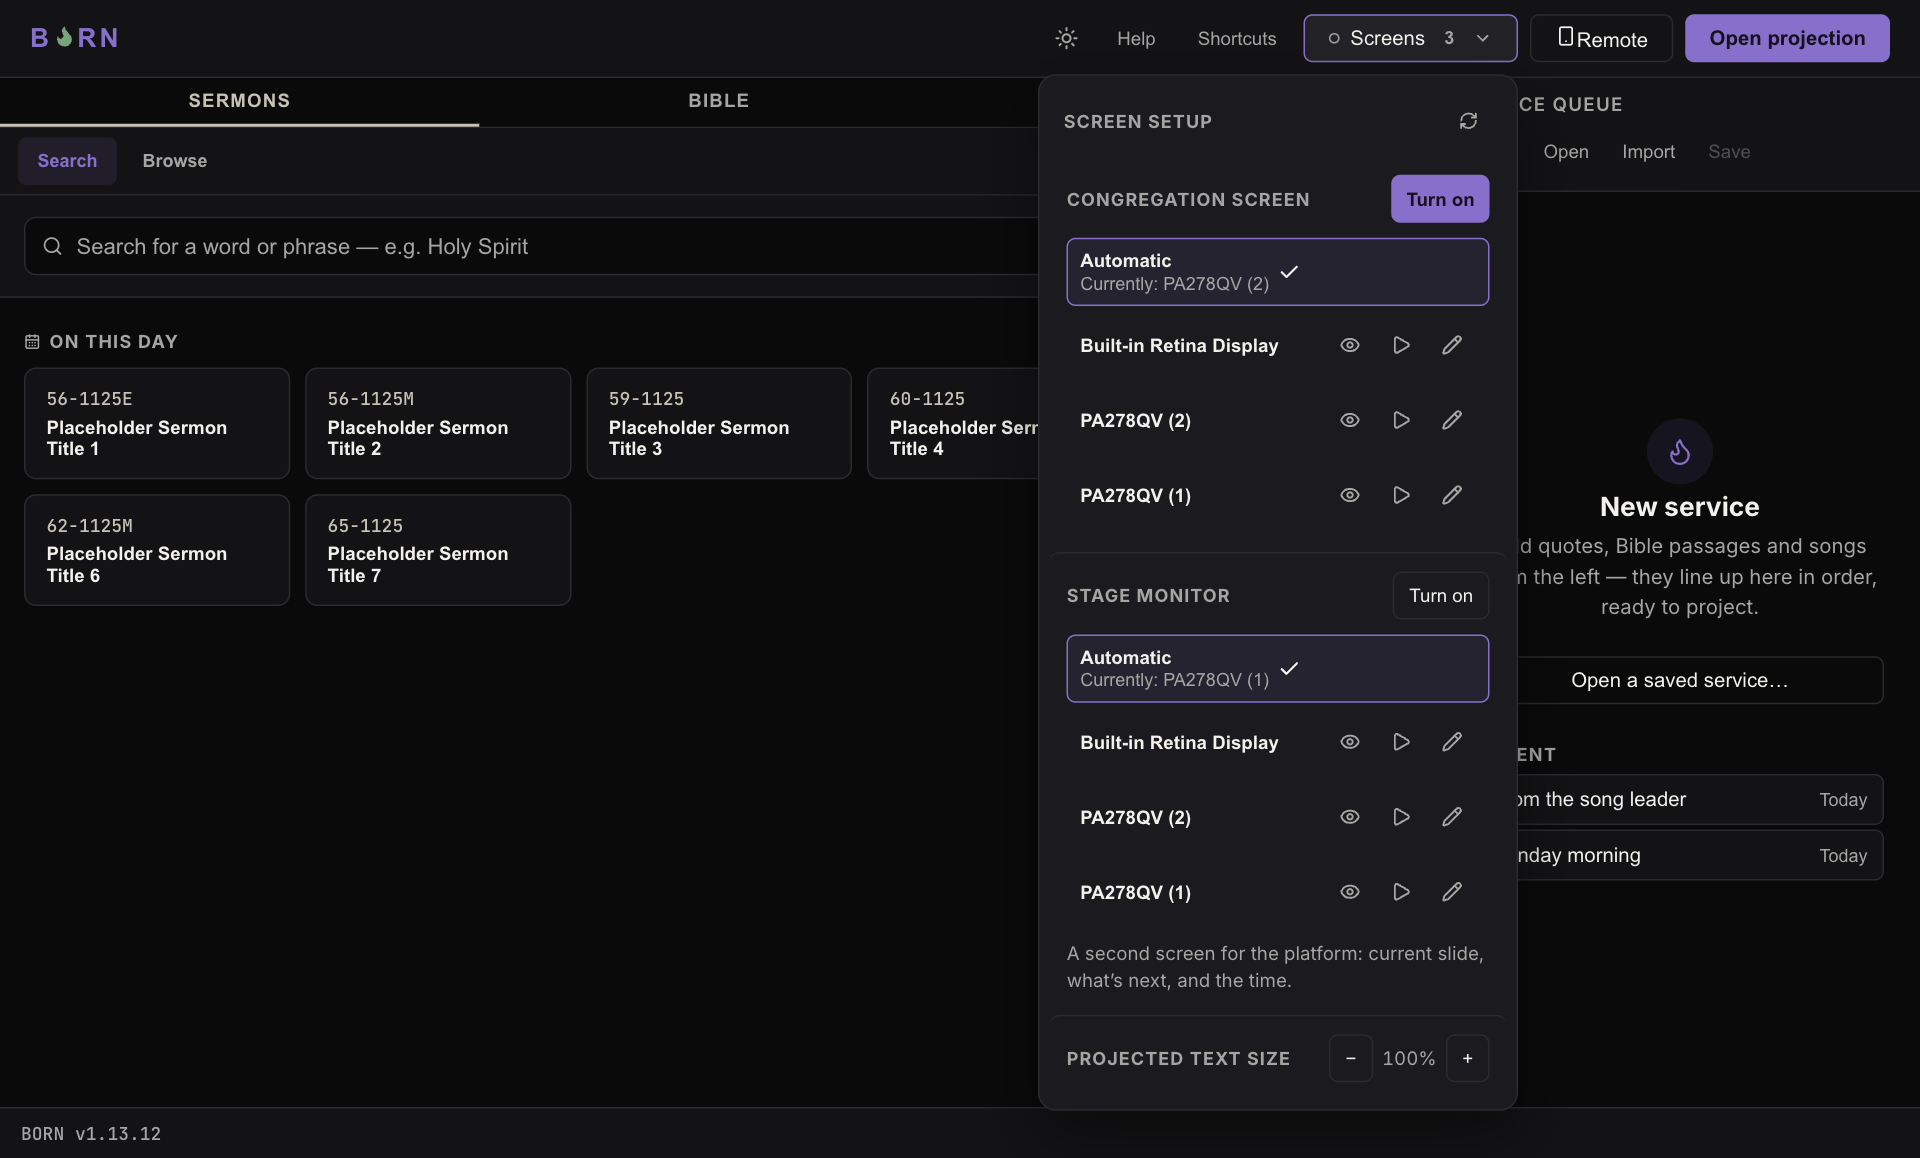 BORN
Help
Shortcuts
Screens 3
Remote
Open projection
SERMONS
BIBLE
Search
Browse
Search for a word or phrase — e.g. Holy Spirit
ON THIS DAY
56-1125E
Placeholder Sermon
Title 1
56-1125M
Placeholder Sermon
Title 2
59-1125
Placeholder Sermon
Title 3
60-1125
Placeholder Ser
Title 4
62-1125M
Placeholder Sermon
Title 6
65-1125
Placeholder Sermon
Title 7
SCREEN SETUP
CONGREGATION SCREEN
Turn on
Automatic
Currently: PA278QV (2)
Built-in Retina Display
PA278QV (2)
PA278QV (1)
STAGE MONITOR
Turn on
Automatic
Currently: PA278QV (1)
Built-in Retina Display
PA278QV (2)
PA278QV (1)
A second screen for the platform: current slide,
what's next, and the time.
PROJECTED TEXT SIZE
− 100% +
CE QUEUE
Open
Import
Save
New service
d quotes, Bible passages and songs
the left — they line up here in order,
ready to project.
Open a saved service…
ENT
om the song leader
Today
nday morning
Today
BORN v1.13.12